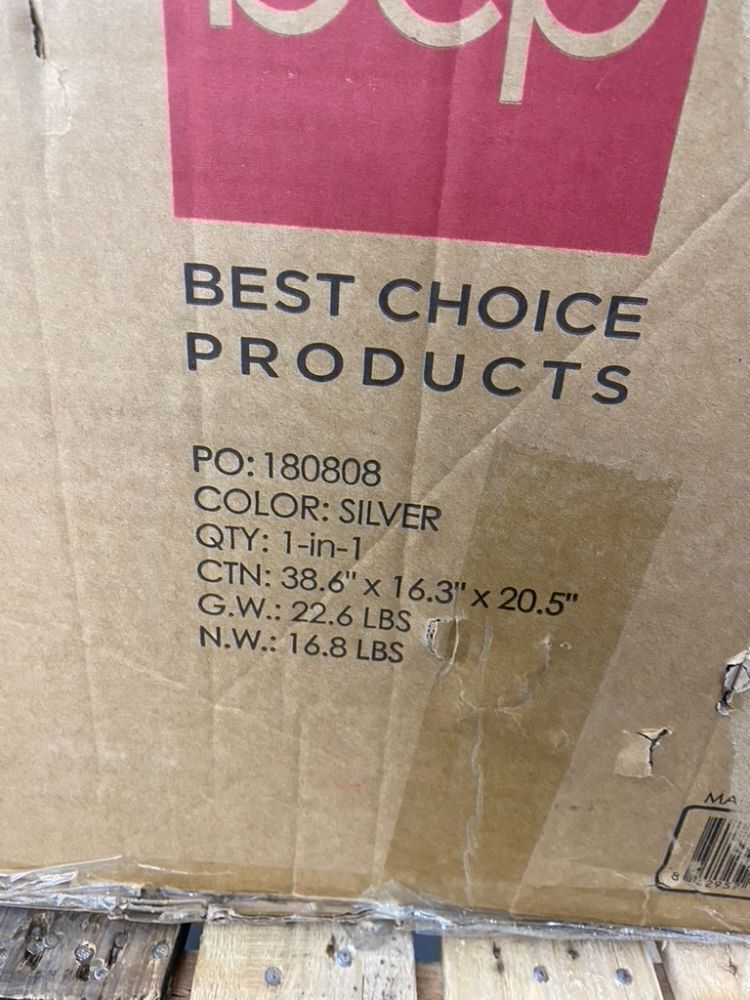 bcp
BEST CHOICE
PRODUCTS
PO: 180808
COLOR: SILVER
QTY: 1-in-1
CTN: 38.6" x 16.3" x 20.5"
G.W.: 22.6 LBS
N.W.: 16.8 LBS
MA